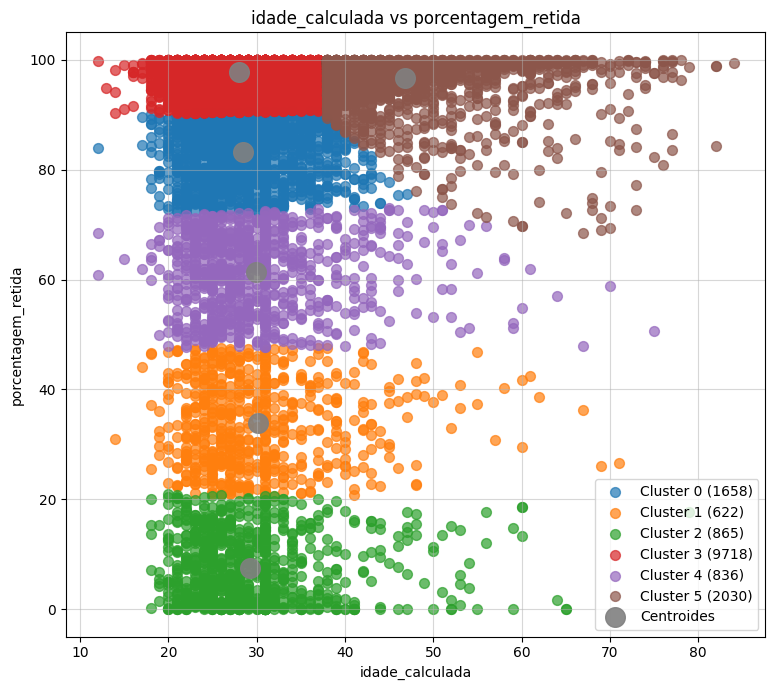 idade_calculada vs porcentagem_retida
100
80
60
40
20
0
porcentagem_retida
10
20
30
40
50
60
70
80
idade_calculada
Cluster 0 (1658)
Cluster 1 (622)
Cluster 2 (865)
Cluster 3 (9718)
Cluster 4 (836)
Cluster 5 (2030)
Centroides